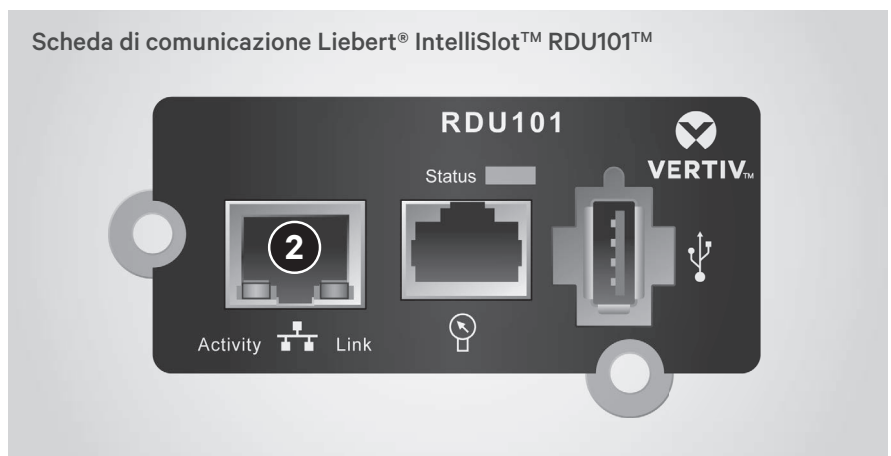 Scheda di comunicazione Liebert® IntelliSlot™ RDU101™
RDU101
VERTIV™
Status
2
Activity
Link